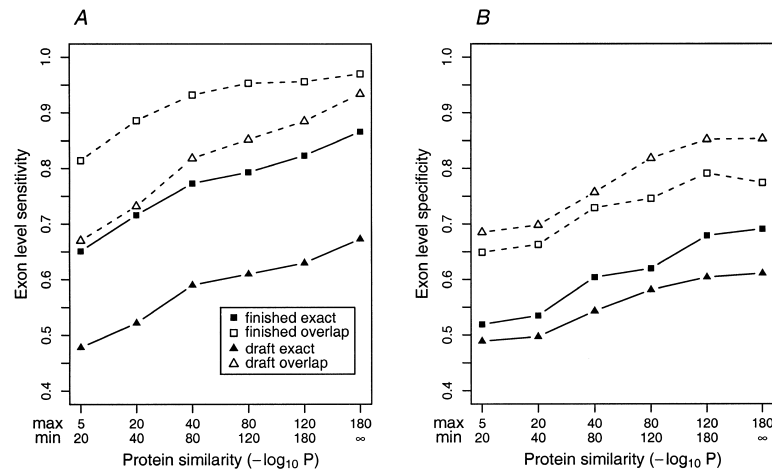 A
Exon level sensitivity
1.0
0.9
0.8
0.7
0.6
0.5
0.4
finished exact
finished overlap
draft exact
draft overlap
max 5 20 40 80 120 180
min 20 40 80 120 180 ∞
Protein similarity (−log10 P)
B
Exon level specificity
1.0
0.9
0.8
0.7
0.6
0.5
0.4
max 5 20 40 80 120 180
min 20 40 80 120 180 ∞
Protein similarity (−log10 P)